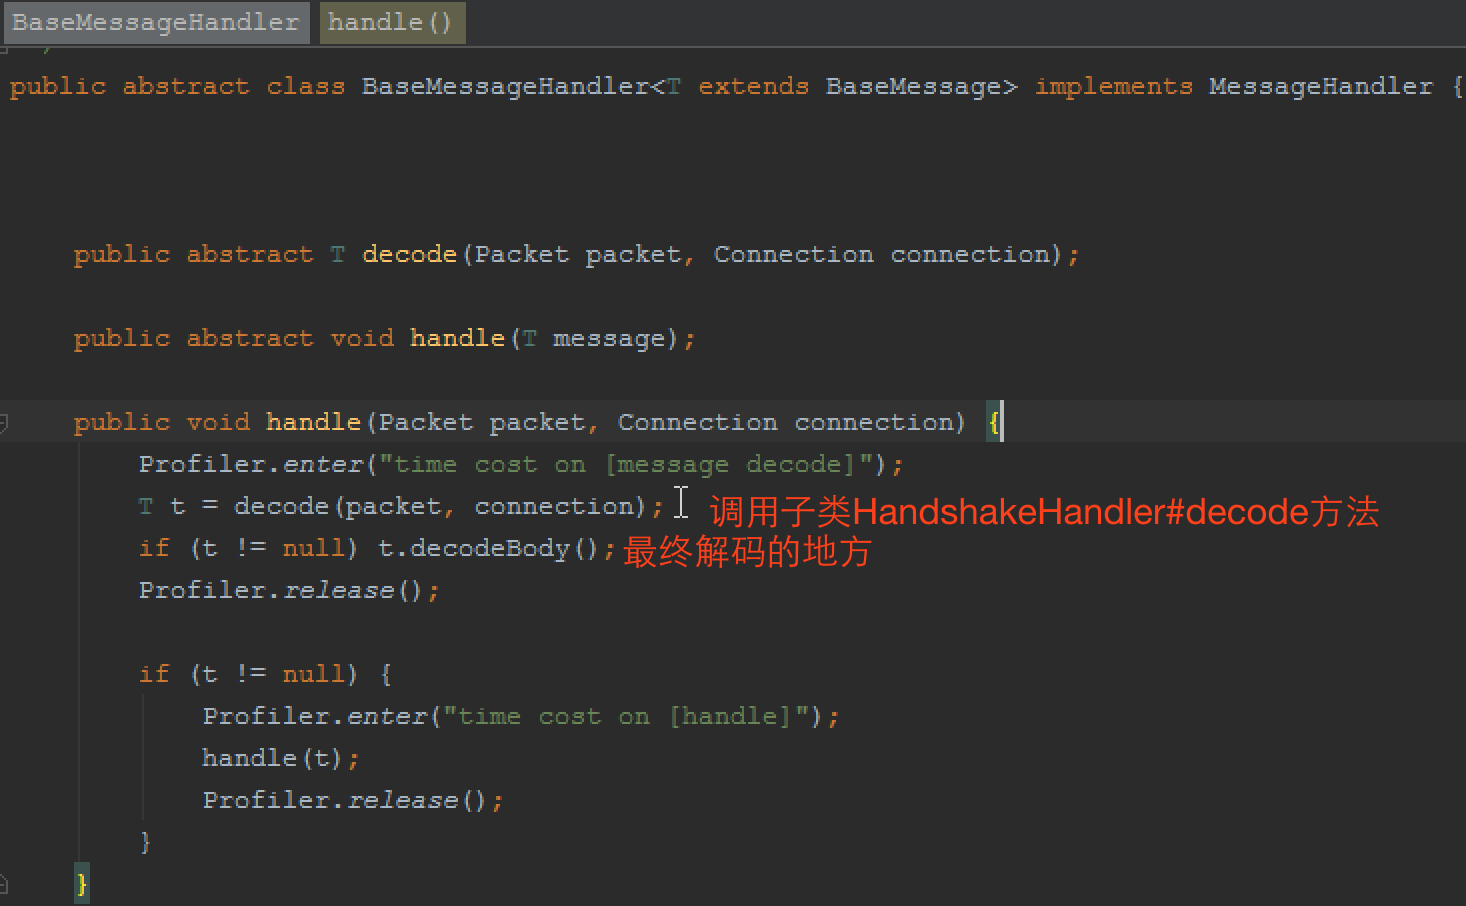 BaseMessageHandler handle()
public abstract class BaseMessageHandler<T extends BaseMessage> implements MessageHandler {
public abstract T decode(Packet packet, Connection connection);
public abstract void handle(T message);
public void handle(Packet packet, Connection connection) {
Profiler.enter("time cost on [message decode]");
T t = decode(packet, connection); 调用子类HandshakeHandler#decode方法
if (t != null) t.decodeBody(); 最终解码的地方
Profiler.release();
if (t != null) {
Profiler.enter("time cost on [handle]");
handle(t);
Profiler.release();
}
}